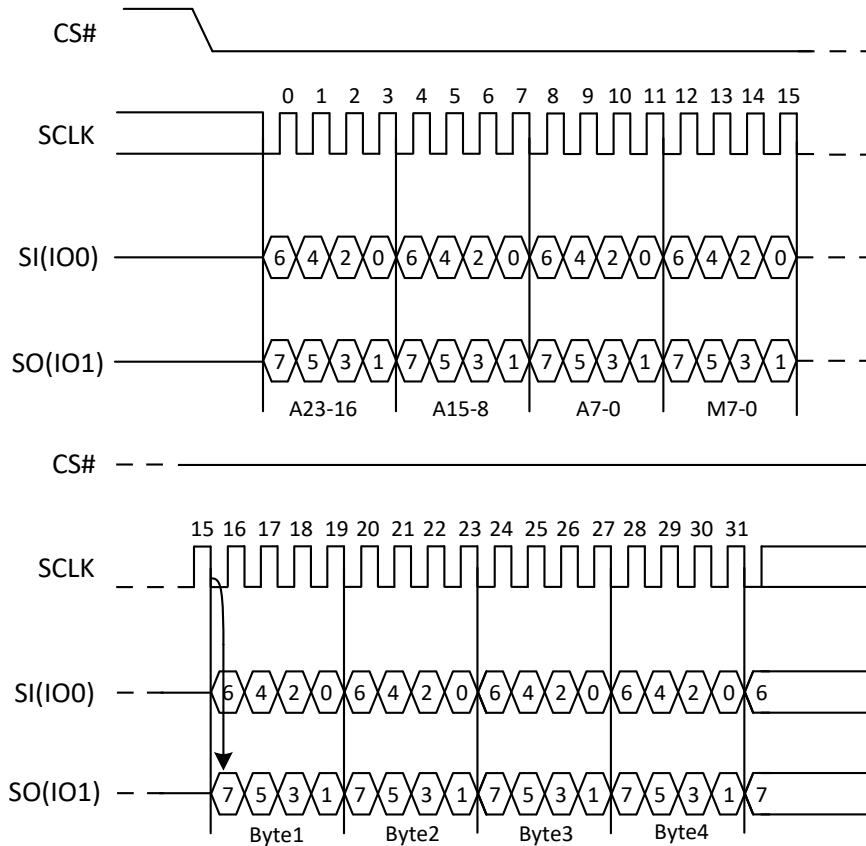 CS#
0 1 2 3 4 5 6 7 8 9 10 11 12 13 14 15
SCLK
SI(IO0) 6 4 2 0 6 4 2 0 6 4 2 0 6 4 2 0
SO(IO1) 7 5 3 1 7 5 3 1 7 5 3 1 7 5 3 1
A23-16 A15-8 A7-0 M7-0
CS#
15 16 17 18 19 20 21 22 23 24 25 26 27 28 29 30 31
SCLK
SI(IO0) 6 4 2 0 6 4 2 0 6 4 2 0 6 4 2 0 6
SO(IO1) 7 5 3 1 7 5 3 1 7 5 3 1 7 5 3 1 7
Byte1 Byte2 Byte3 Byte4